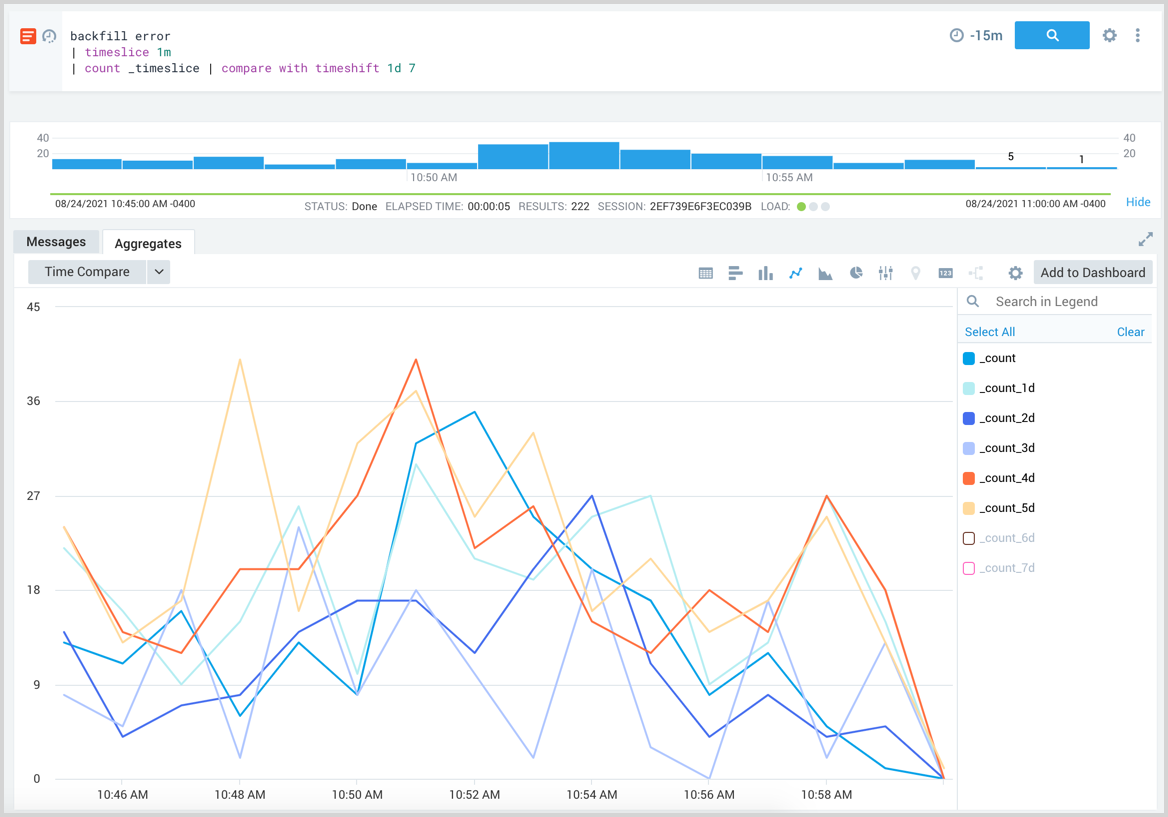 backfill error
| timeslice 1m
| count _timeslice | compare with timeshift 1d 7
-15m
40
20
40
20
5
1
10:50 AM
10:55 AM
08/24/2021 10:45:00 AM -0400
STATUS: Done ELAPSED TIME: 00:00:05 RESULTS: 222 SESSION: 2EF739E6F3EC039B LOAD:
08/24/2021 11:00:00 AM -0400
Hide
Messages
Aggregates
Time Compare
123
Add to Dashboard
Search in Legend
Select All
Clear
_count
_count_1d
_count_2d
_count_3d
_count_4d
_count_5d
_count_6d
_count_7d
45
36
27
18
9
0
10:46 AM
10:48 AM
10:50 AM
10:52 AM
10:54 AM
10:56 AM
10:58 AM